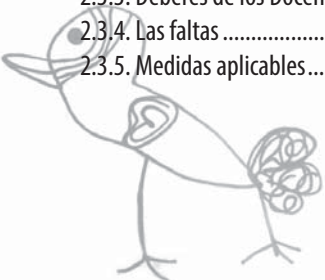 2.3.3. Deberes de los Docen
2.3.4. Las faltas ..................
2.3.5. Medidas aplicables ...